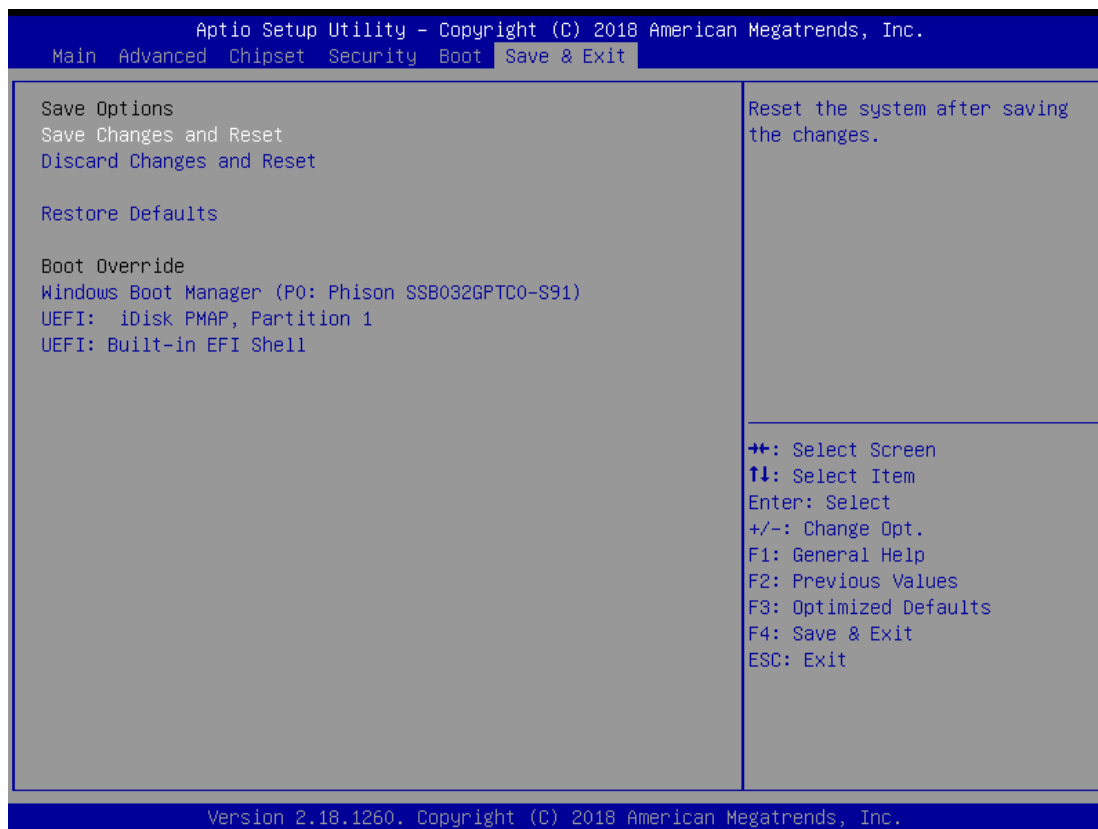 Aptio Setup Utility – Copyright (C) 2018 American Megatrends, Inc.
Main Advanced Chipset Security Boot Save & Exit
Save Options
Save Changes and Reset
Discard Changes and Reset
Restore Defaults
Boot Override
Windows Boot Manager (P0: Phison SSB032GPTC0-S91)
UEFI:  iDisk PMAP, Partition 1
UEFI: Built-in EFI Shell
Reset the system after saving
the changes.
→←: Select Screen
↑↓: Select Item
Enter: Select
+/-: Change Opt.
F1: General Help
F2: Previous Values
F3: Optimized Defaults
F4: Save & Exit
ESC: Exit
Version 2.18.1260. Copyright (C) 2018 American Megatrends, Inc.